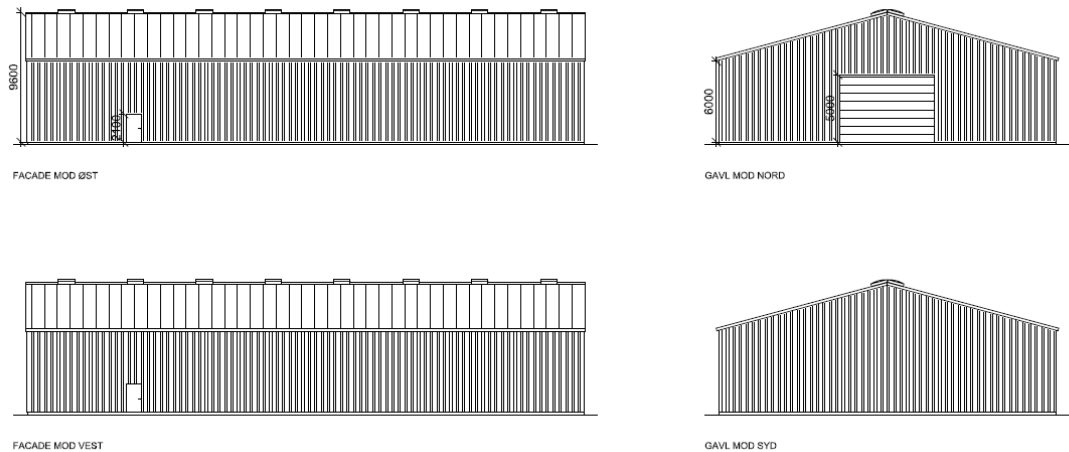 9600
2100
FACADE MOD ØST
6000
5000
GAVL MOD NORD
FACADE MOD VEST
GAVL MOD SYD